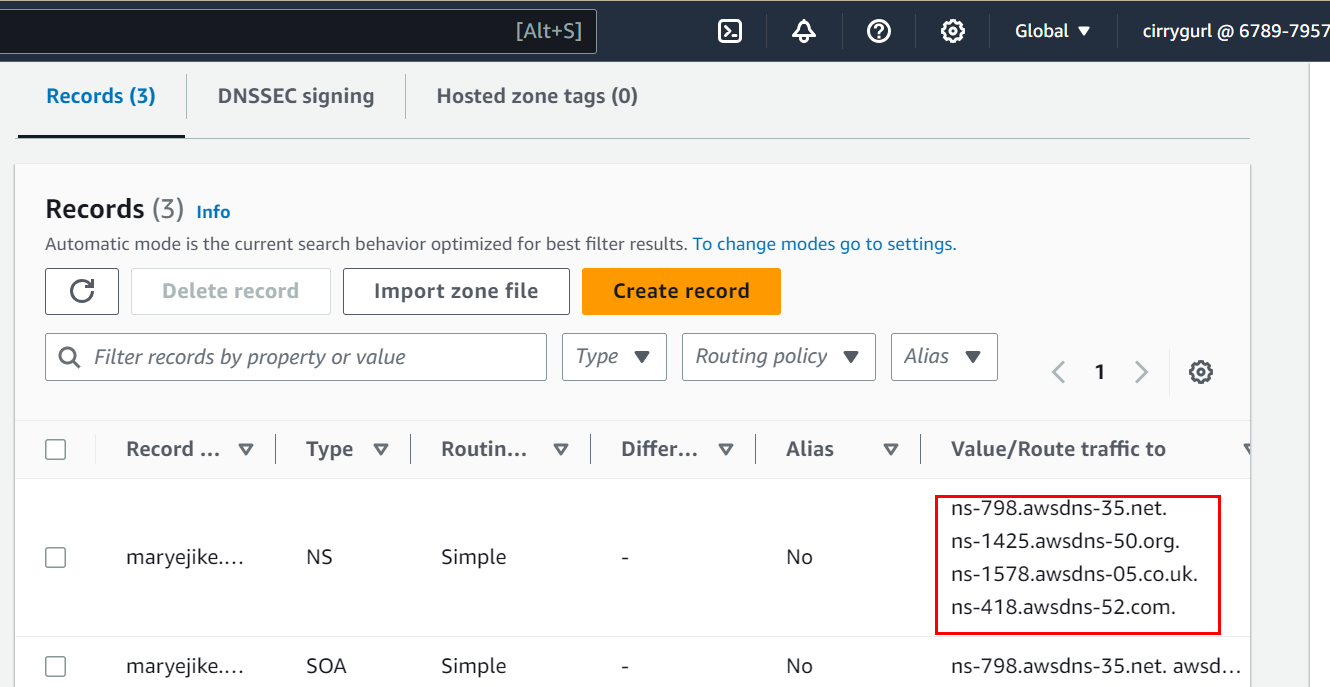 [Alt+S] Global cirrygurl @ 6789-7957
Records (3) DNSSEC signing Hosted zone tags (0)
Records (3) Info
Automatic mode is the current search behavior optimized for best filter results. To change modes go to settings.
Delete record Import zone file Create record
Filter records by property or value Type Routing policy Alias 1
Record ... Type Routin... Differ... Alias Value/Route traffic to
ns-798.awsdns-35.net.
ns-1425.awsdns-50.org.
maryejike.... NS Simple - No
ns-1578.awsdns-05.co.uk.
ns-418.awsdns-52.com.
maryejike.... SOA Simple - No ns-798.awsdns-35.net. awsd...